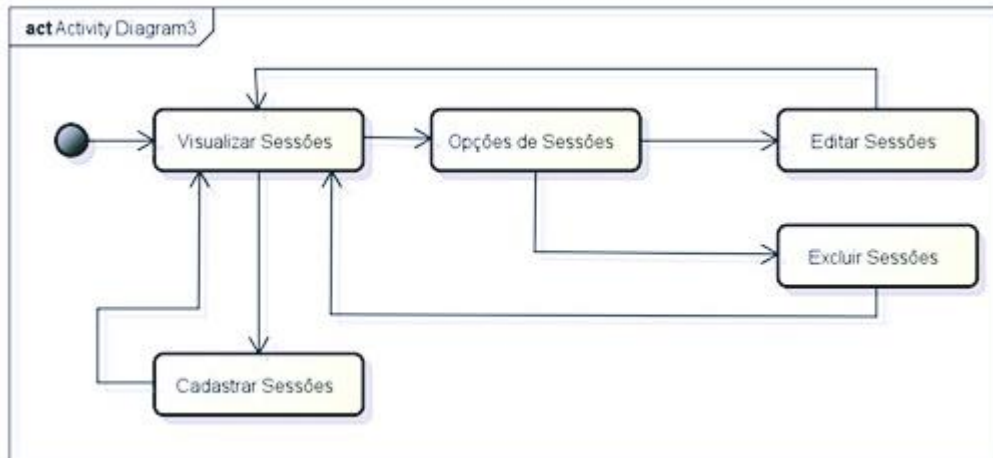 act Activity Diagram3
Visualizar Sessões
Opções de Sessões
Editar Sessões
Excluir Sessões
Cadastrar Sessões